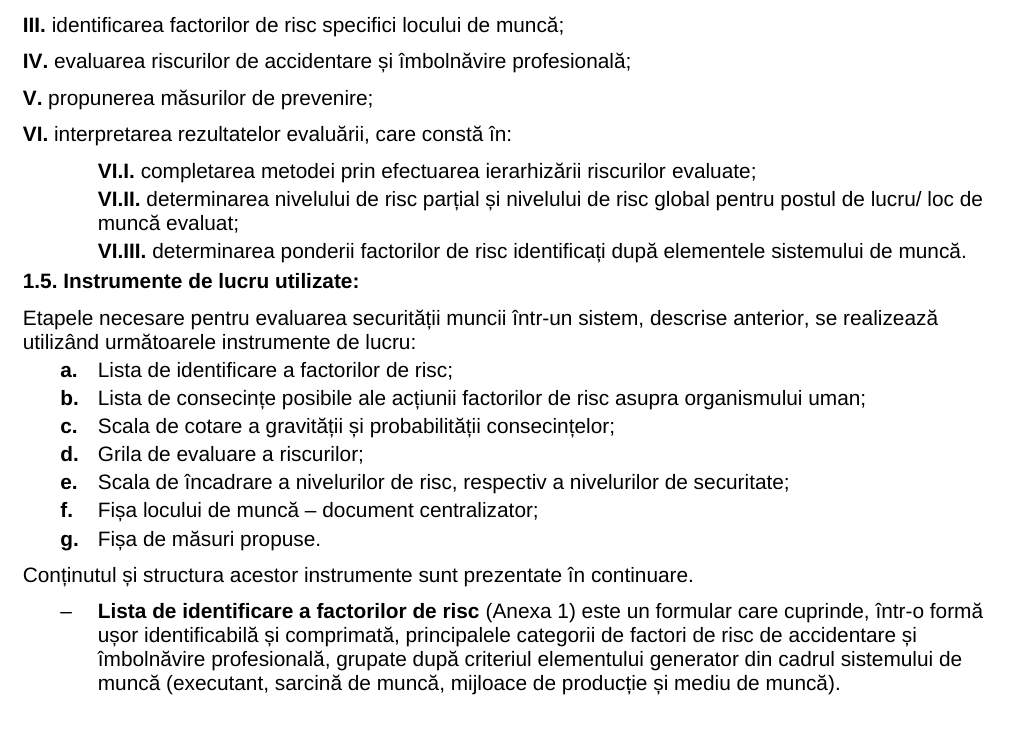 III. identificarea factorilor de risc specifici locului de muncă;
IV. evaluarea riscurilor de accidentare și îmbolnăvire profesională;
V. propunerea măsurilor de prevenire;
VI. interpretarea rezultatelor evaluării, care constă în:
VI.I. completarea metodei prin efectuarea ierarhizării riscurilor evaluate;
VI.II. determinarea nivelului de risc parțial și nivelului de risc global pentru postul de lucru/ loc de
muncă evaluat;
VI.III. determinarea ponderii factorilor de risc identificați după elementele sistemului de muncă.
1.5. Instrumente de lucru utilizate:
Etapele necesare pentru evaluarea securității muncii într-un sistem, descrise anterior, se realizează
utilizând următoarele instrumente de lucru:
a. Lista de identificare a factorilor de risc;
b. Lista de consecințe posibile ale acțiunii factorilor de risc asupra organismului uman;
c. Scala de cotare a gravității și probabilității consecințelor;
d. Grila de evaluare a riscurilor;
e. Scala de încadrare a nivelurilor de risc, respectiv a nivelurilor de securitate;
f. Fișa locului de muncă – document centralizator;
g. Fișa de măsuri propuse.
Conținutul și structura acestor instrumente sunt prezentate în continuare.
– Lista de identificare a factorilor de risc (Anexa 1) este un formular care cuprinde, într-o formă
ușor identificabilă și comprimată, principalele categorii de factori de risc de accidentare și
îmbolnăvire profesională, grupate după criteriul elementului generator din cadrul sistemului de
muncă (executant, sarcină de muncă, mijloace de producție și mediu de muncă).